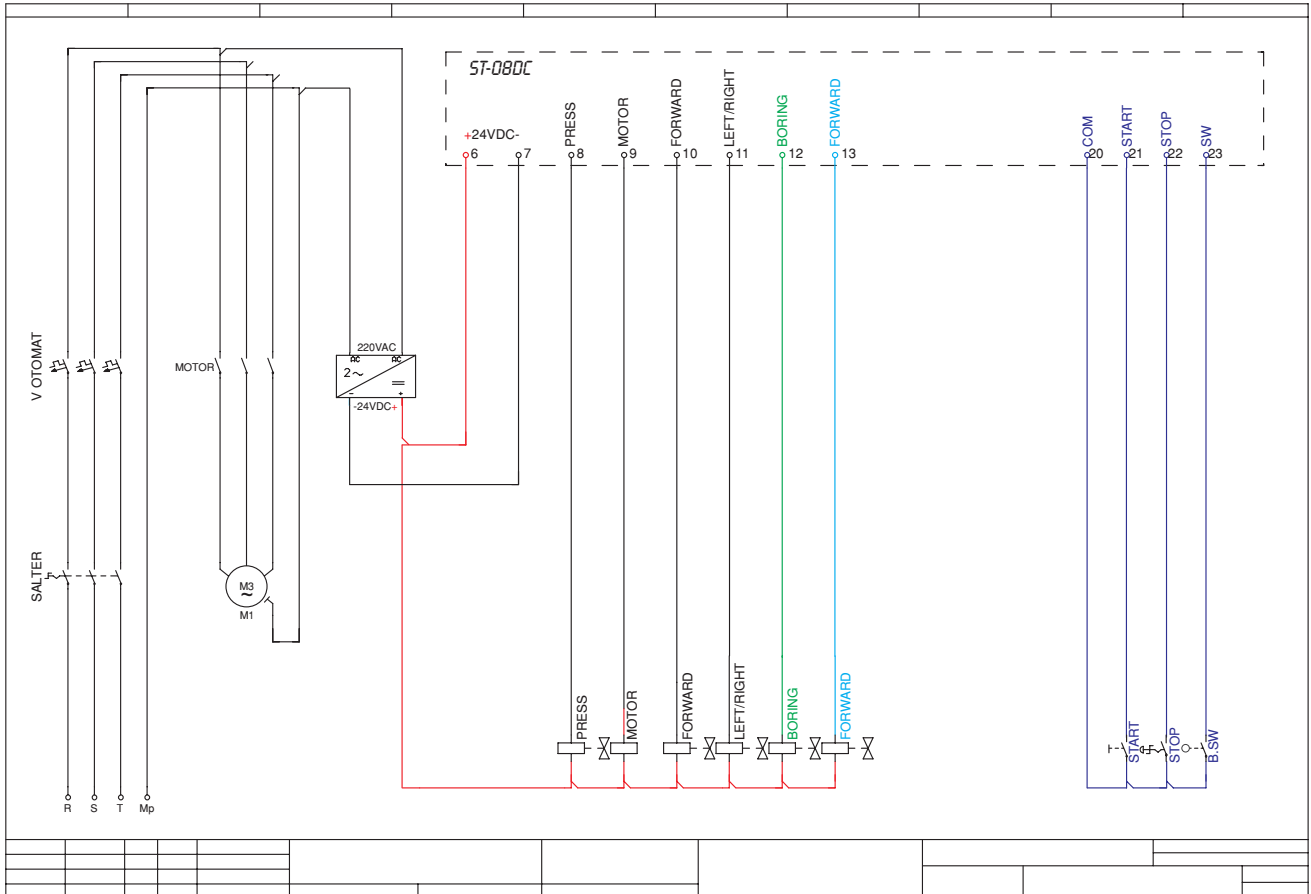 ST-08DC
+24VDC-
PRESS
MOTOR
FORWARD
LEFT/RIGHT
BORING
FORWARD
COM
START
STOP
SW
6
7
8
9
10
11
12
13
20
21
22
23
V OTOMAT
MOTOR
220VAC
AC
AC
2~
-
+
-24VDC+
SALTER
M3
~
M1
PRESS
MOTOR
FORWARD
LEFT/RIGHT
BORING
FORWARD
START
STOP
B.SW
R
S
T
Mp